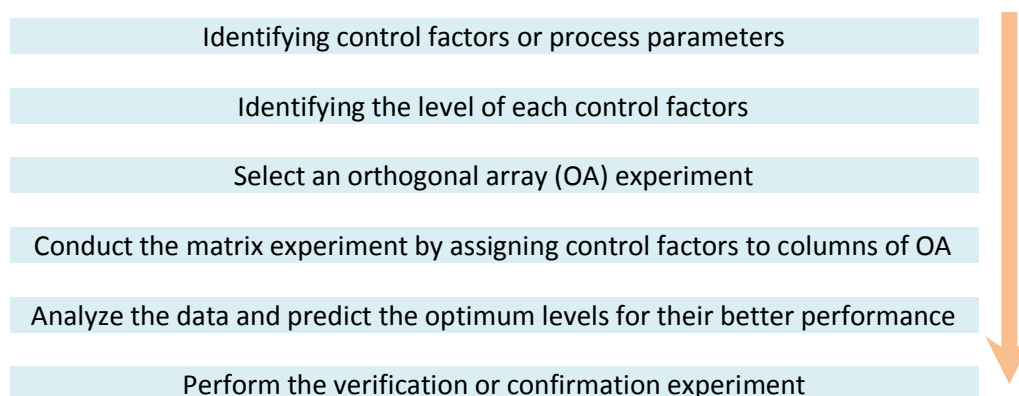 Identifying control factors or process parameters
Identifying the level of each control factors
Select an orthogonal array (OA) experiment
Conduct the matrix experiment by assigning control factors to columns of OA
Analyze the data and predict the optimum levels for their better performance
Perform the verification or confirmation experiment